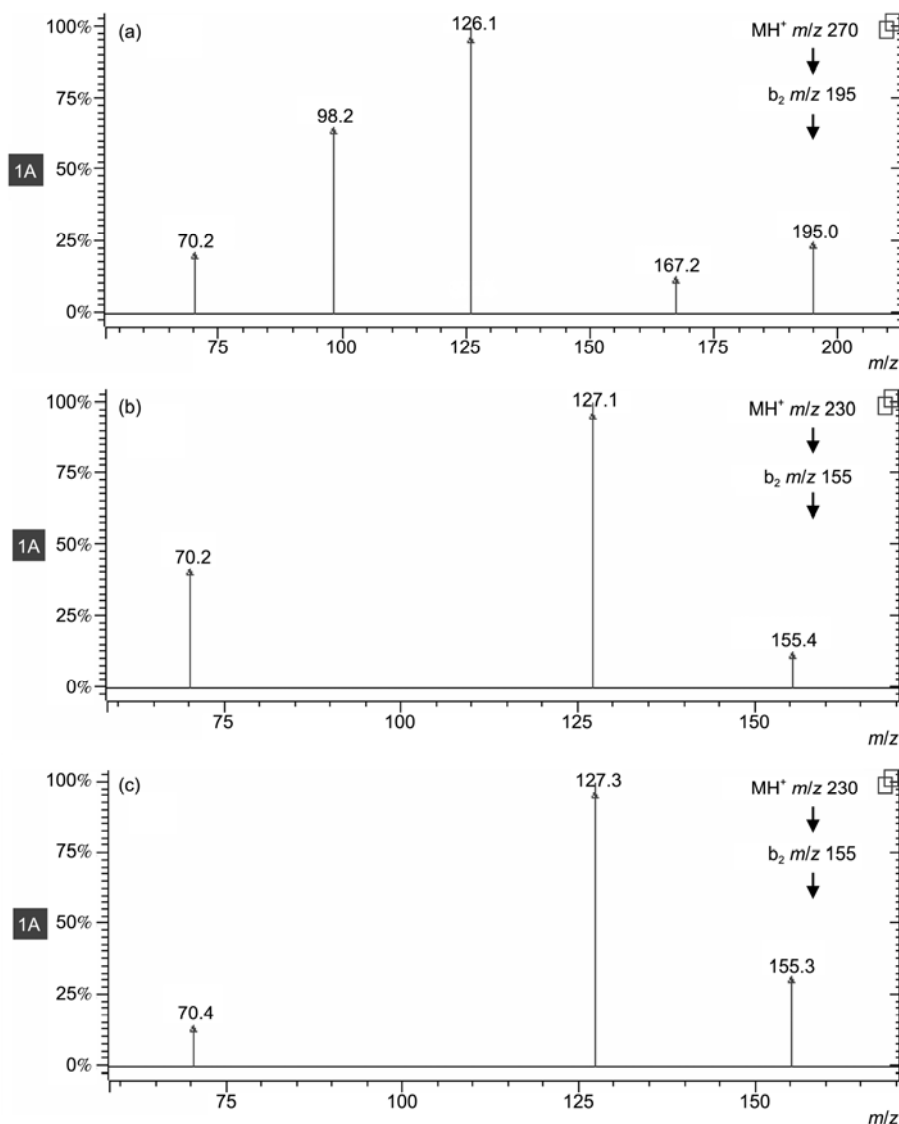 100%
(a)
126.1
MH⁺ m/z 270
75%
98.2
b₂ m/z 195
1A
50%
25%
70.2
195.0
167.2
0%
75 100 125 150 175 200
m/z
100%
(b)
127.1
MH⁺ m/z 230
75%
b₂ m/z 155
1A
50%
70.2
25%
155.4
0%
75 100 125 150
m/z
100%
(c)
127.3
MH⁺ m/z 230
75%
b₂ m/z 155
1A
50%
155.3
25%
70.4
0%
75 100 125 150
m/z